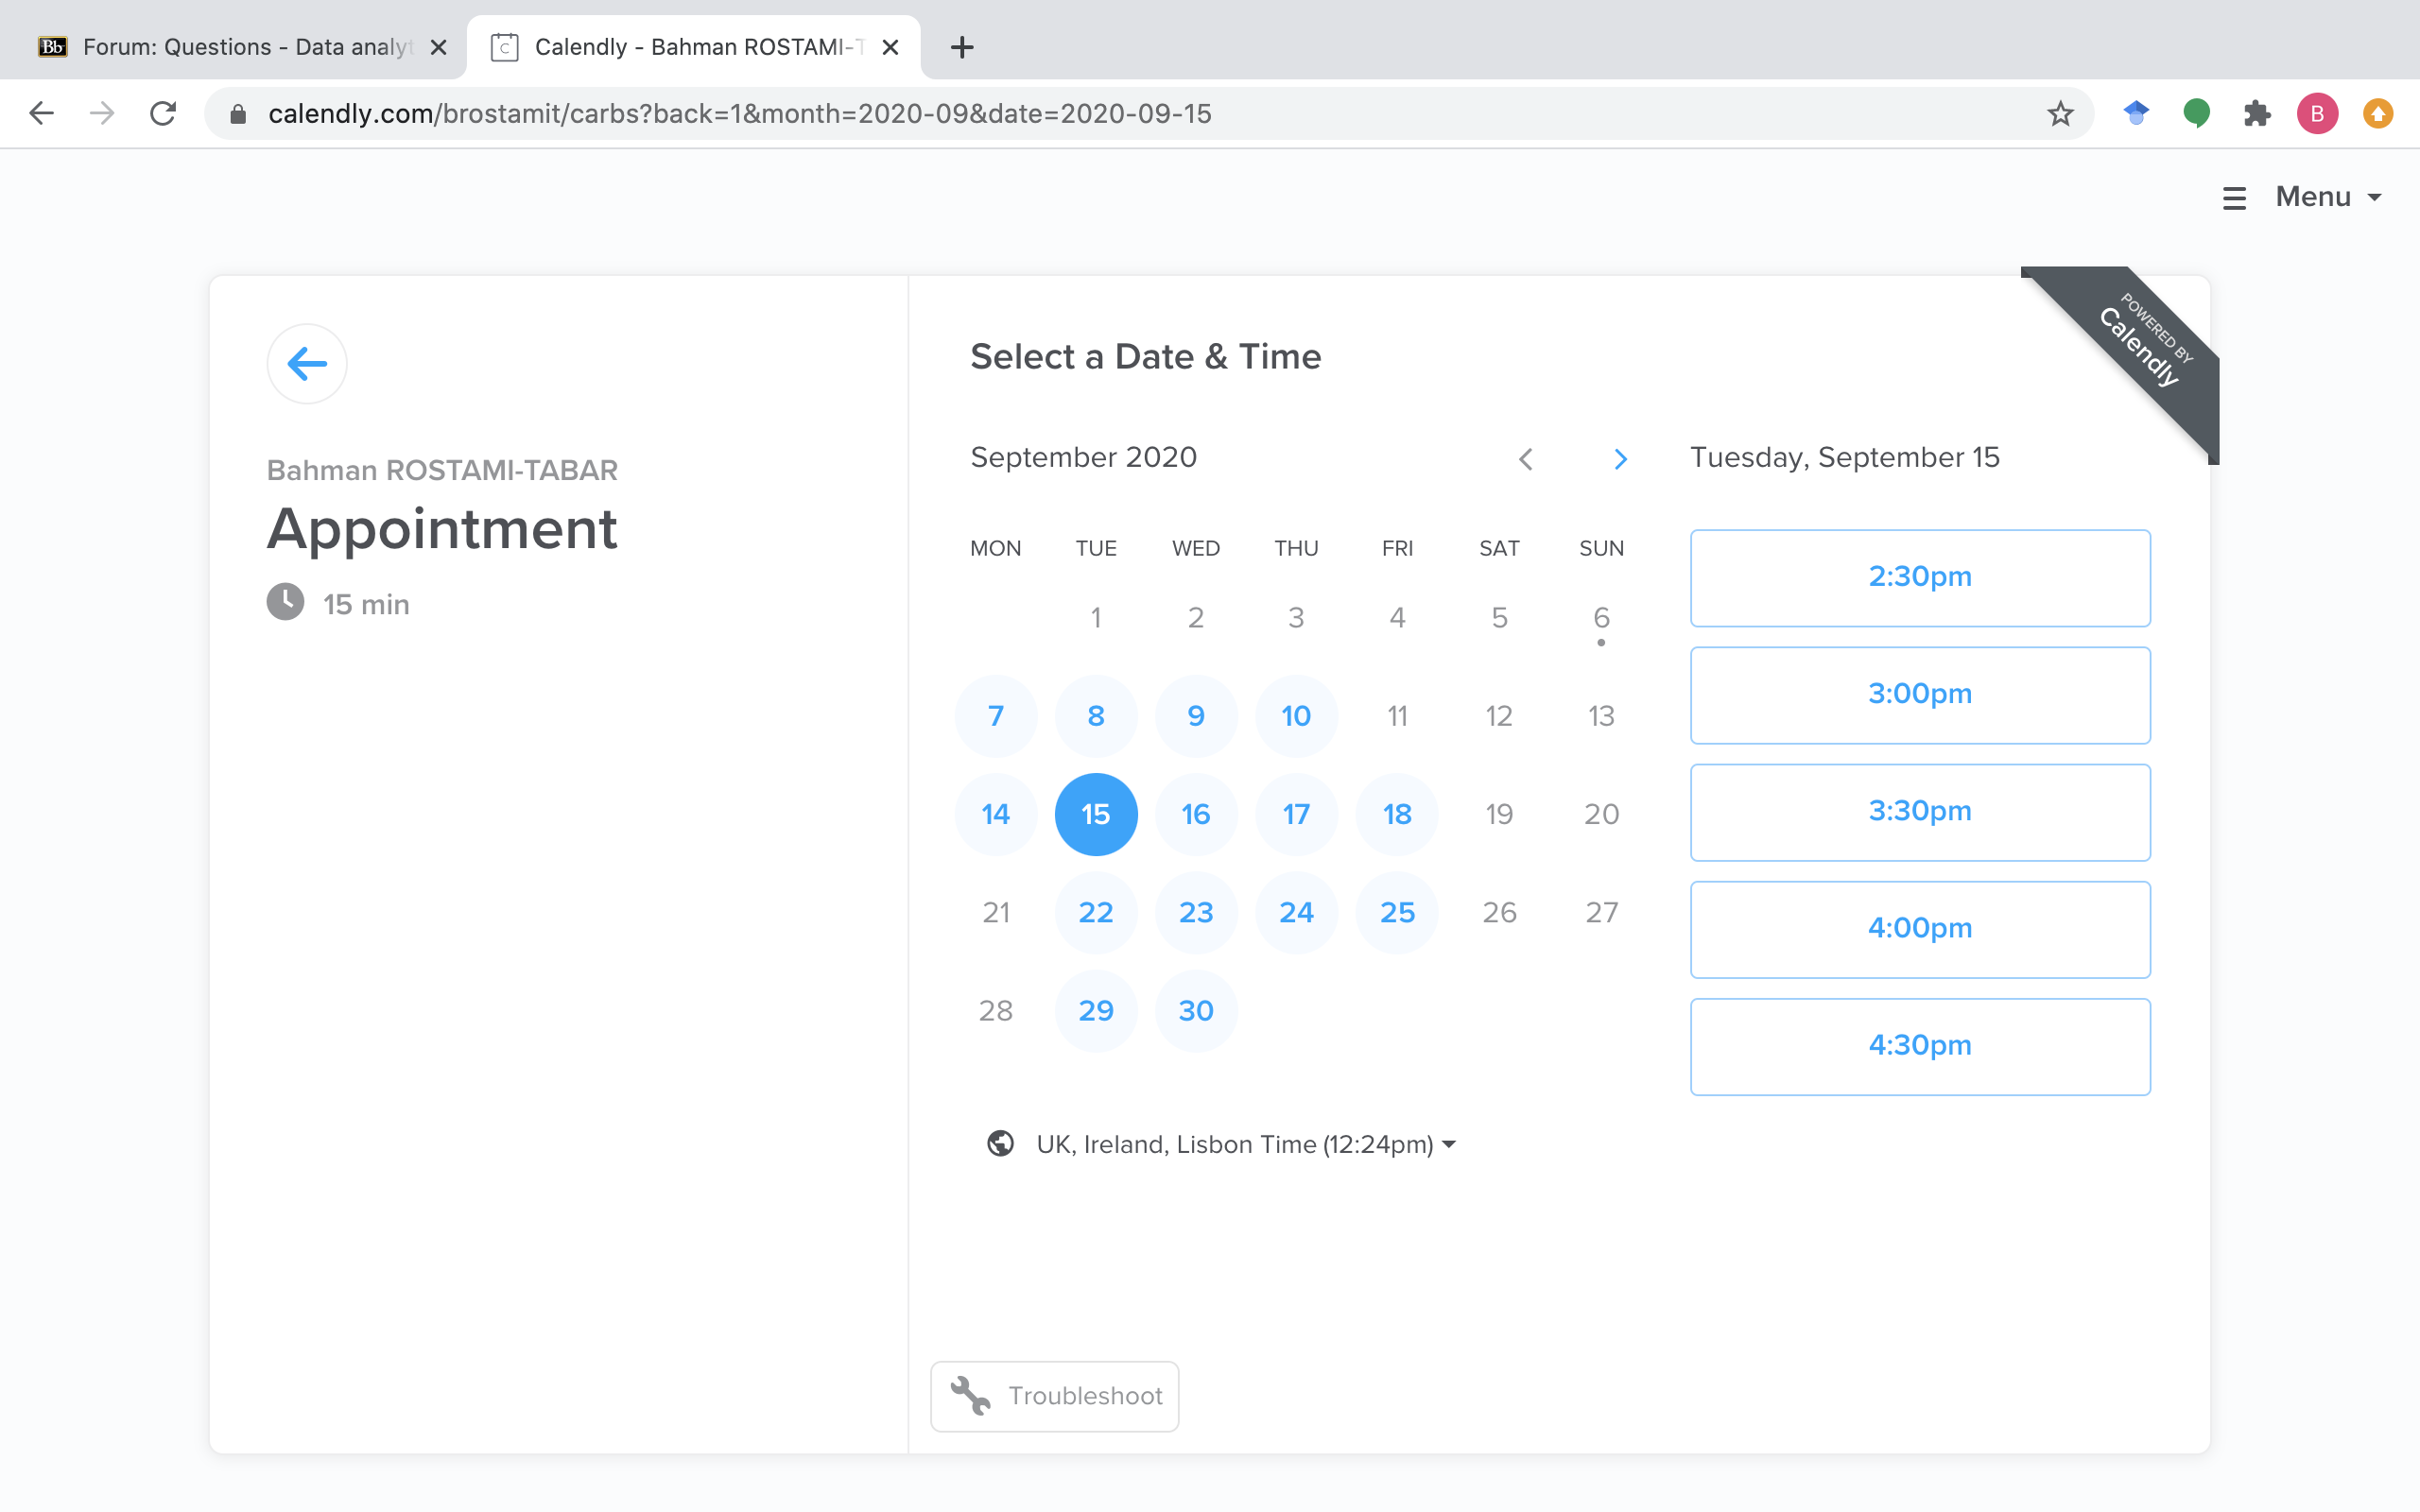 Bb Forum: Questions - Data analyt
Calendly - Bahman ROSTAMI-T
calendly.com/brostamit/carbs?back=1&month=2020-09&date=2020-09-15
B
Menu
POWERED BY
Calendly
Bahman ROSTAMI-TABAR
Appointment
15 min
Select a Date & Time
September 2020
MON TUE WED THU FRI SAT SUN
1 2 3 4 5 6
7 8 9 10 11 12 13
14 15 16 17 18 19 20
21 22 23 24 25 26 27
28 29 30
UK, Ireland, Lisbon Time (12:24pm)
Troubleshoot
Tuesday, September 15
2:30pm
3:00pm
3:30pm
4:00pm
4:30pm